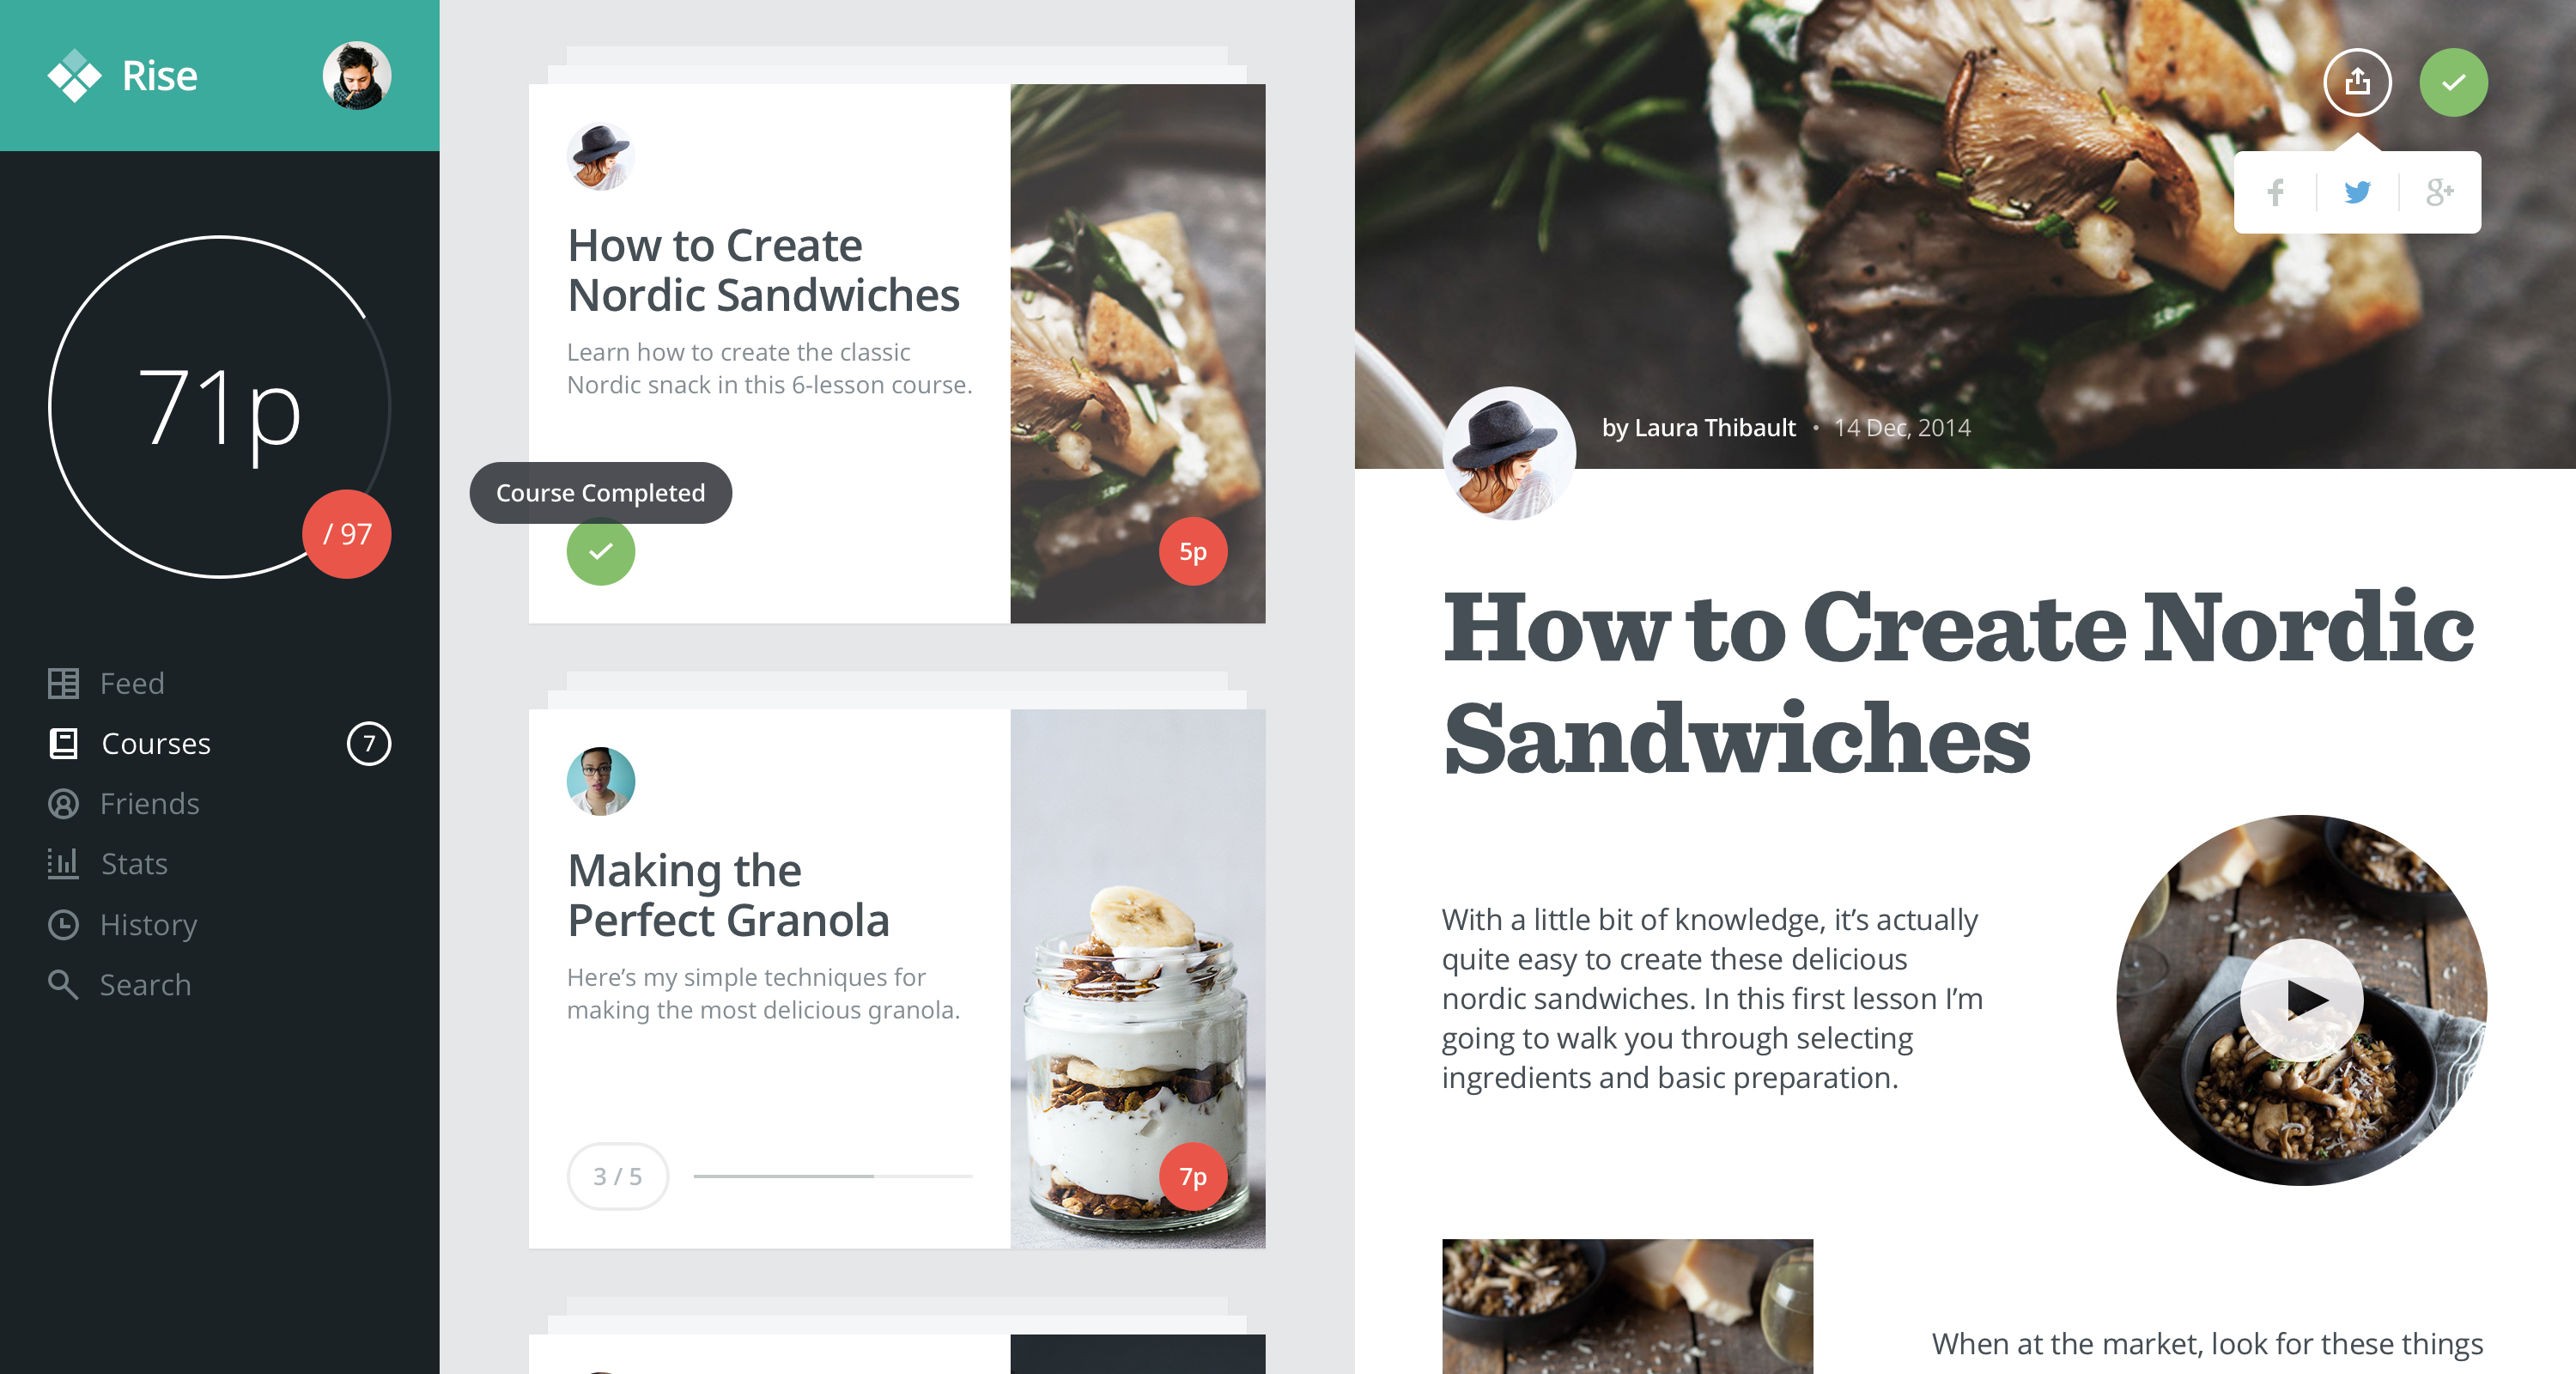 Rise
71p
/ 97
Feed
Courses
7
Friends
Stats
History
Search
How to Create
Nordic Sandwiches
Learn how to create the classic
Nordic snack in this 6-lesson course.
Course Completed
5p
Making the
Perfect Granola
Here’s my simple techniques for
making the most delicious granola.
3 / 5
7p
f
g+
by Laura Thibault • 14 Dec, 2014
How to Create Nordic
Sandwiches
With a little bit of knowledge, it’s actually
quite easy to create these delicious
nordic sandwiches. In this first lesson I’m
going to walk you through selecting
ingredients and basic preparation.
When at the market, look for these things